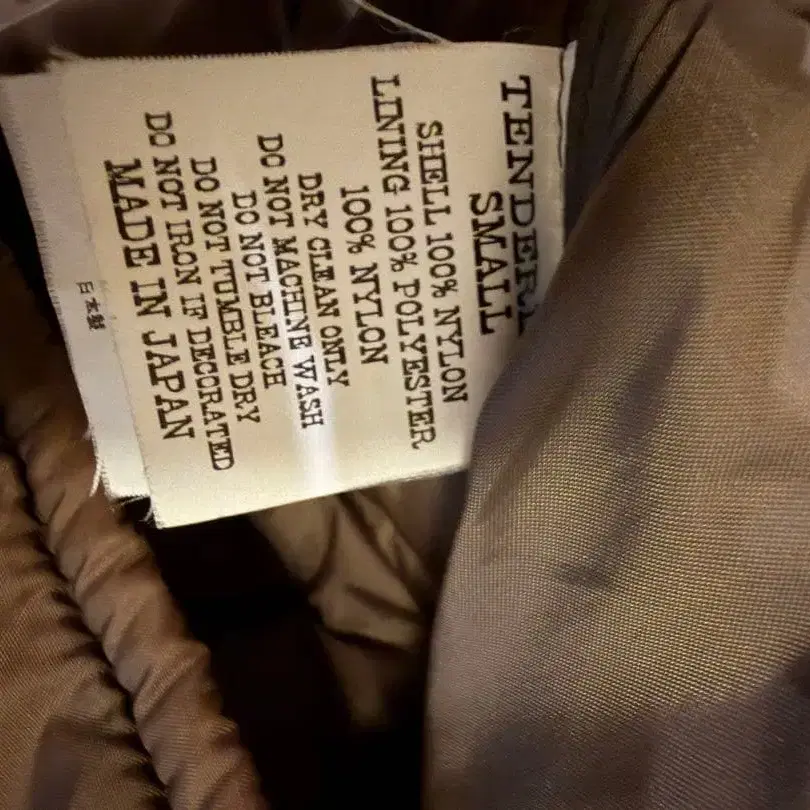 SMALL
SHELL 100% NYLON
LINING 100% POLYESTER
100% NYLON
DRY CLEAN ONLY
DO NOT MACHINE WASH
DO NOT BLEACH
DO NOT TUMBLE DRY
DO NOT IRON IF DECORATED
MADE IN JAPAN
日本製